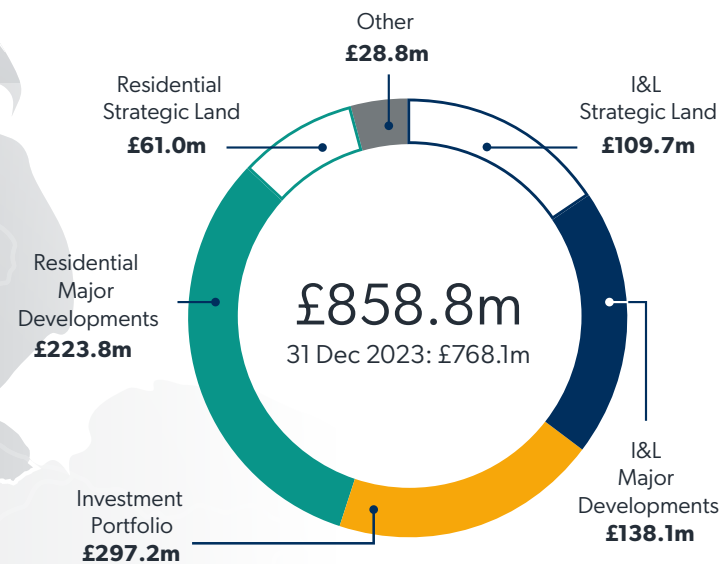 Other
£28.8m
Residential
Strategic Land
£61.0m
I&L
Strategic Land
£109.7m
Residential
Major
Developments
£223.8m
£858.8m
31 Dec 2023: £768.1m
I&L
Major
Developments
£138.1m
Investment
Portfolio
£297.2m